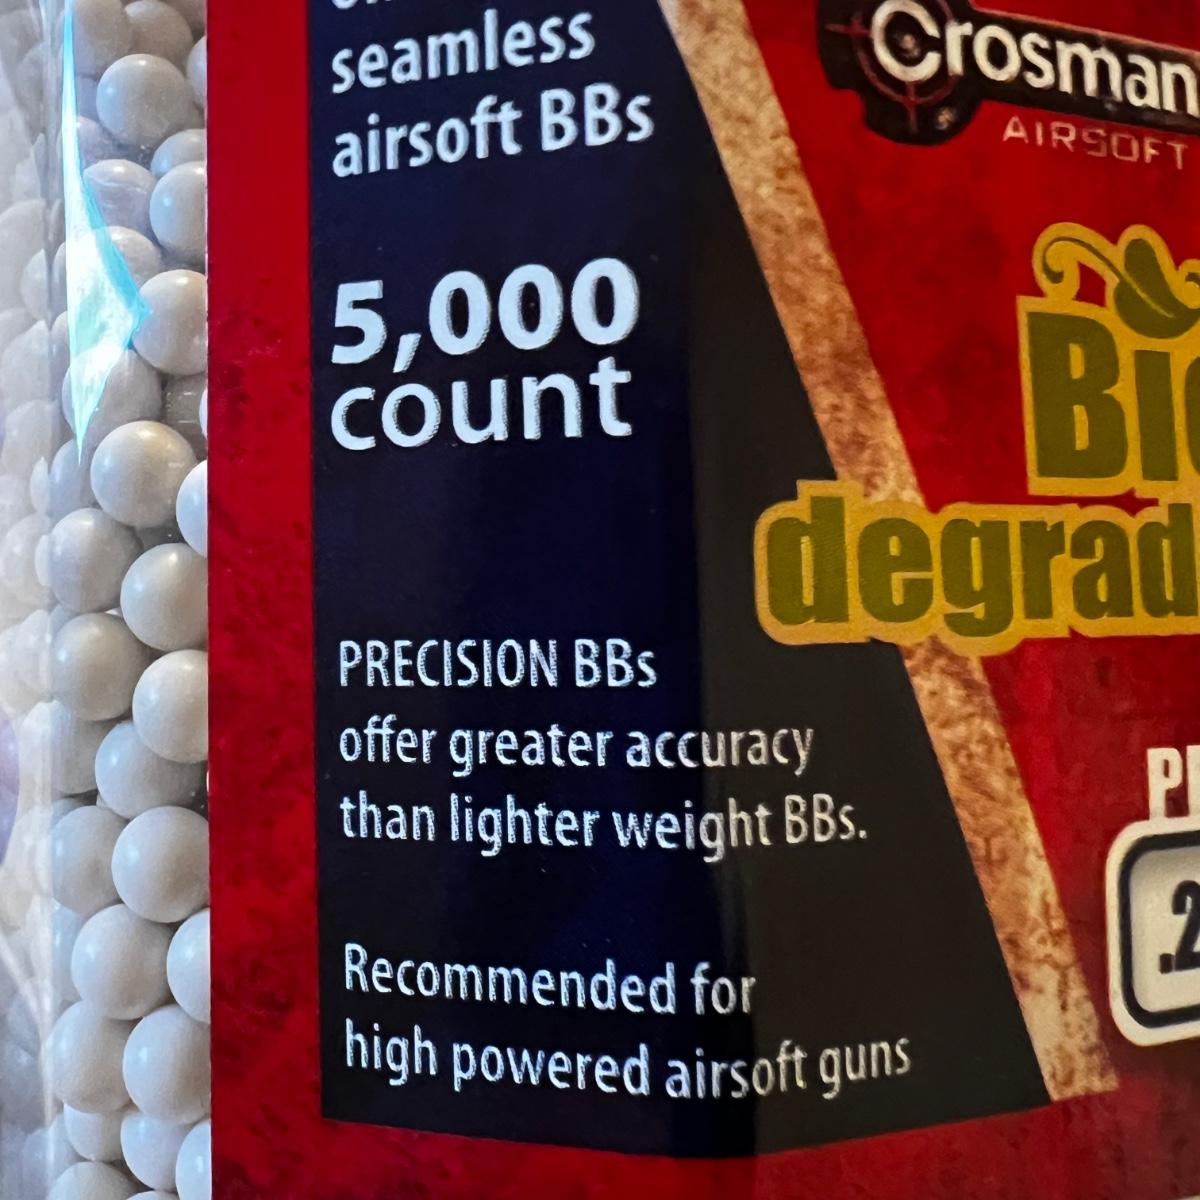 seamless
airsoft BBs
5,000
count
PRECISION BBs
offer greater accuracy
than lighter weight BBs.
Recommended for
high powered airsoft guns
Crosman
AIRSOFT